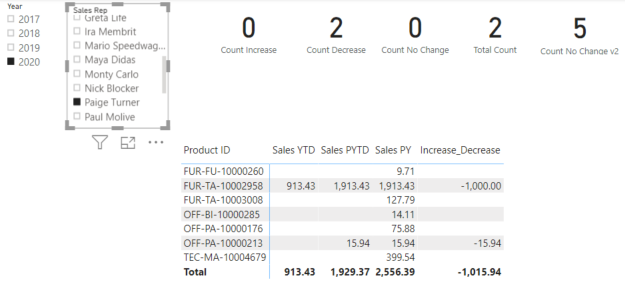 Year
2017
2018
2019
2020
Sales Rep
Greta Life
Ira Membrit
Mario Speedwag...
Maya Didas
Monty Carlo
Nick Blocker
Paige Turner
Paul Molive
0 2 0 2 5
Count Increase Count Decrease Count No Change Total Count Count No Change v2
Product ID Sales YTD Sales PYTD Sales PY Increase_Decrease
FUR-FU-10000260 9.71
FUR-TA-10002958 913.43 1,913.43 1,913.43 -1,000.00
FUR-TA-10003008 127.79
OFF-BI-10000285 14.11
OFF-PA-10000176 75.88
OFF-PA-10000213 15.94 15.94 -15.94
TEC-MA-10004679 399.54
Total 913.43 1,929.37 2,556.39 -1,015.94